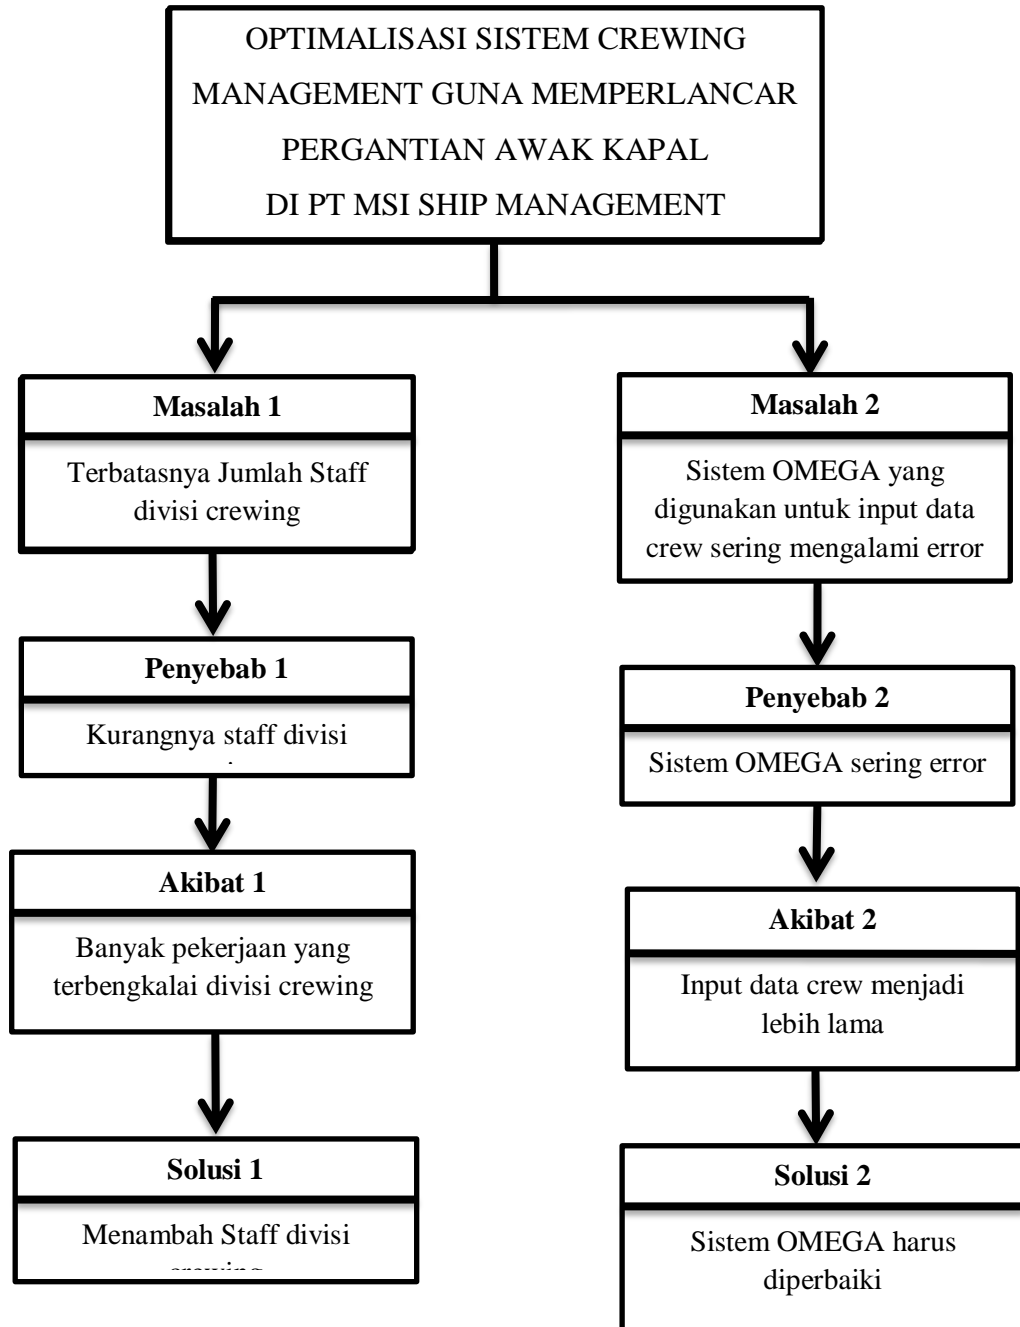 OPTIMALISASI SISTEM CREWING
MANAGEMENT GUNA MEMPERLANCAR
PERGANTIAN AWAK KAPAL
DI PT MSI SHIP MANAGEMENT
Masalah 1
Terbatasnya Jumlah Staff
divisi crewing
Penyebab 1
Kurangnya staff divisi
Akibat 1
Banyak pekerjaan yang
terbengkalai divisi crewing
Solusi 1
Menambah Staff divisi
Masalah 2
Sistem OMEGA yang
digunakan untuk input data
crew sering mengalami error
Penyebab 2
Sistem OMEGA sering error
Akibat 2
Input data crew menjadi
lebih lama
Solusi 2
Sistem OMEGA harus
diperbaiki